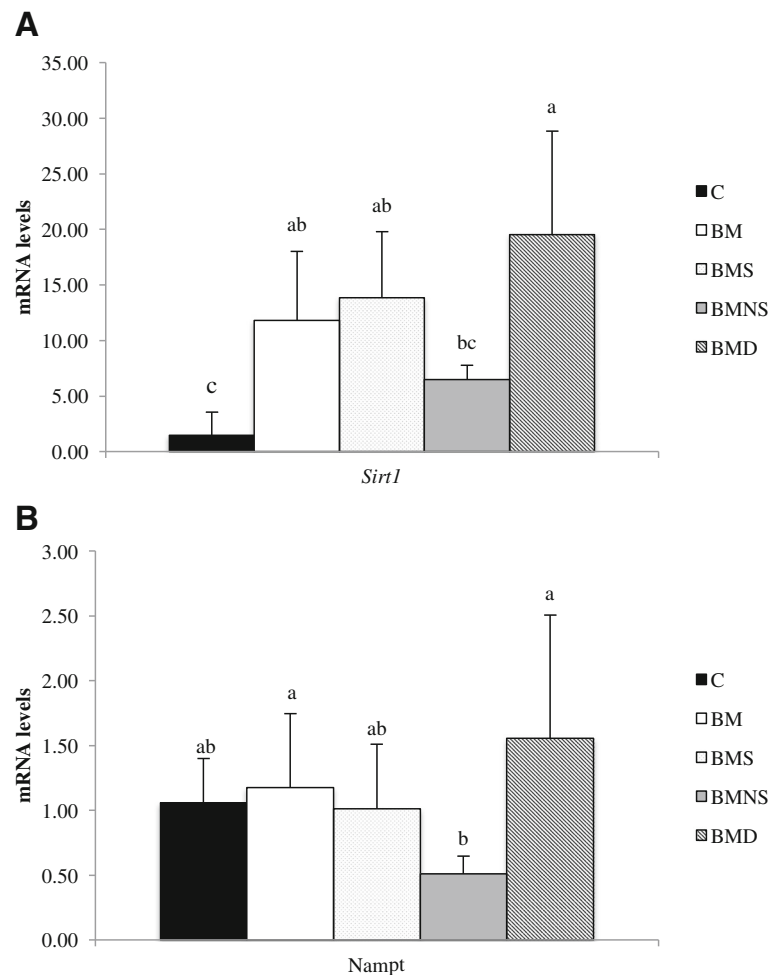 A
35.00
30.00
25.00
20.00
15.00
10.00
5.00
0.00
mRNA levels
c
ab
ab
bc
a
Sirt1
C
BM
BMS
BMNS
BMD
B
3.00
2.50
2.00
1.50
1.00
0.50
0.00
mRNA levels
ab
a
ab
b
a
Nampt
C
BM
BMS
BMNS
BMD